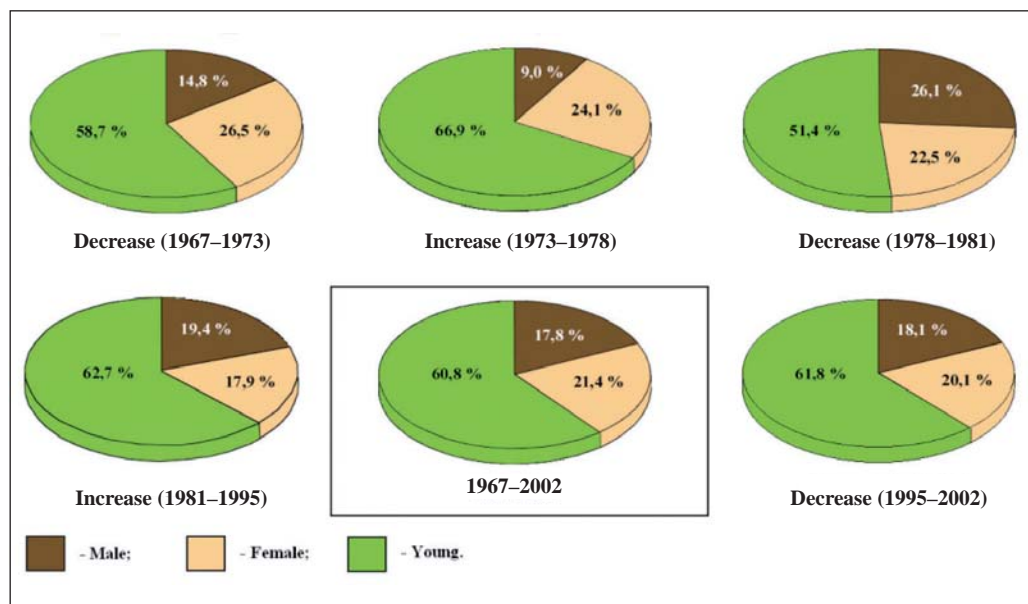 14,8 %
58,7 %
26,5 %
Decrease (1967–1973)
9,0 %
24,1 %
66,9 %
Increase (1973–1978)
26,1 %
51,4 %
22,5 %
Decrease (1978–1981)
19,4 %
62,7 %
17,9 %
Increase (1981–1995)
17,8 %
60,8 %
21,4 %
1967–2002
18,1 %
61,8 %
20,1 %
Decrease (1995–2002)
- Male;
- Female;
- Young.